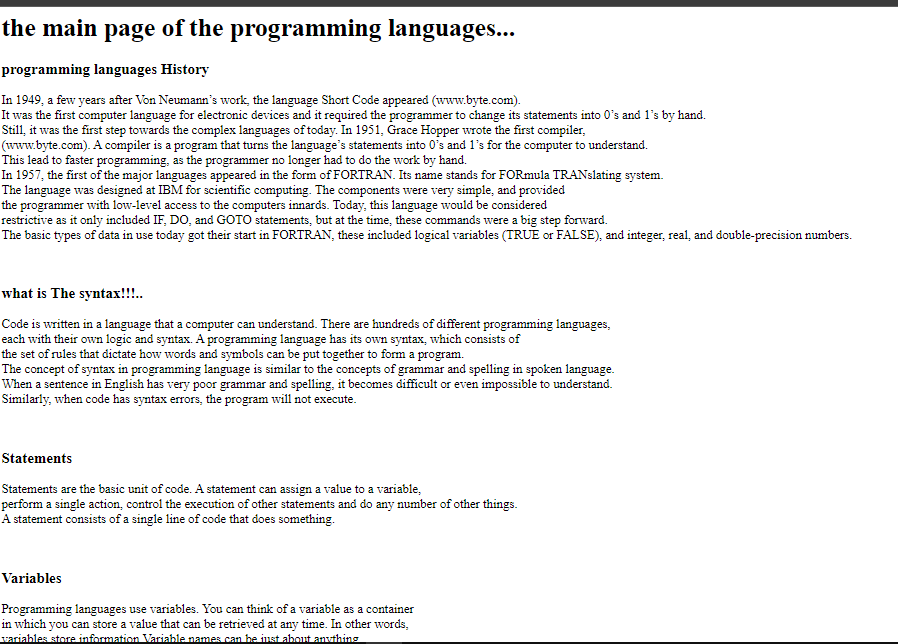 the main page of the programming languages...
programming languages History
In 1949, a few years after Von Neumann’s work, the language Short Code appeared (www.byte.com).
It was the first computer language for electronic devices and it required the programmer to change its statements into 0’s and 1’s by hand.
Still, it was the first step towards the complex languages of today. In 1951, Grace Hopper wrote the first compiler,
(www.byte.com). A compiler is a program that turns the language’s statements into 0’s and 1’s for the computer to understand.
This lead to faster programming, as the programmer no longer had to do the work by hand.
In 1957, the first of the major languages appeared in the form of FORTRAN. Its name stands for FORmula TRANslating system.
The language was designed at IBM for scientific computing. The components were very simple, and provided
the programmer with low-level access to the computers innards. Today, this language would be considered
restrictive as it only included IF, DO, and GOTO statements, but at the time, these commands were a big step forward.
The basic types of data in use today got their start in FORTRAN, these included logical variables (TRUE or FALSE), and integer, real, and double-precision numbers.
what is The syntax!!!..
Code is written in a language that a computer can understand. There are hundreds of different programming languages,
each with their own logic and syntax. A programming language has its own syntax, which consists of
the set of rules that dictate how words and symbols can be put together to form a program.
The concept of syntax in programming language is similar to the concepts of grammar and spelling in spoken language.
When a sentence in English has very poor grammar and spelling, it becomes difficult or even impossible to understand.
Similarly, when code has syntax errors, the program will not execute.
Statements
Statements are the basic unit of code. A statement can assign a value to a variable,
perform a single action, control the execution of other statements and do any number of other things.
A statement consists of a single line of code that does something.
Variables
Programming languages use variables. You can think of a variable as a container
in which you can store a value that can be retrieved at any time. In other words,
variables store information Variable names can be just about anything